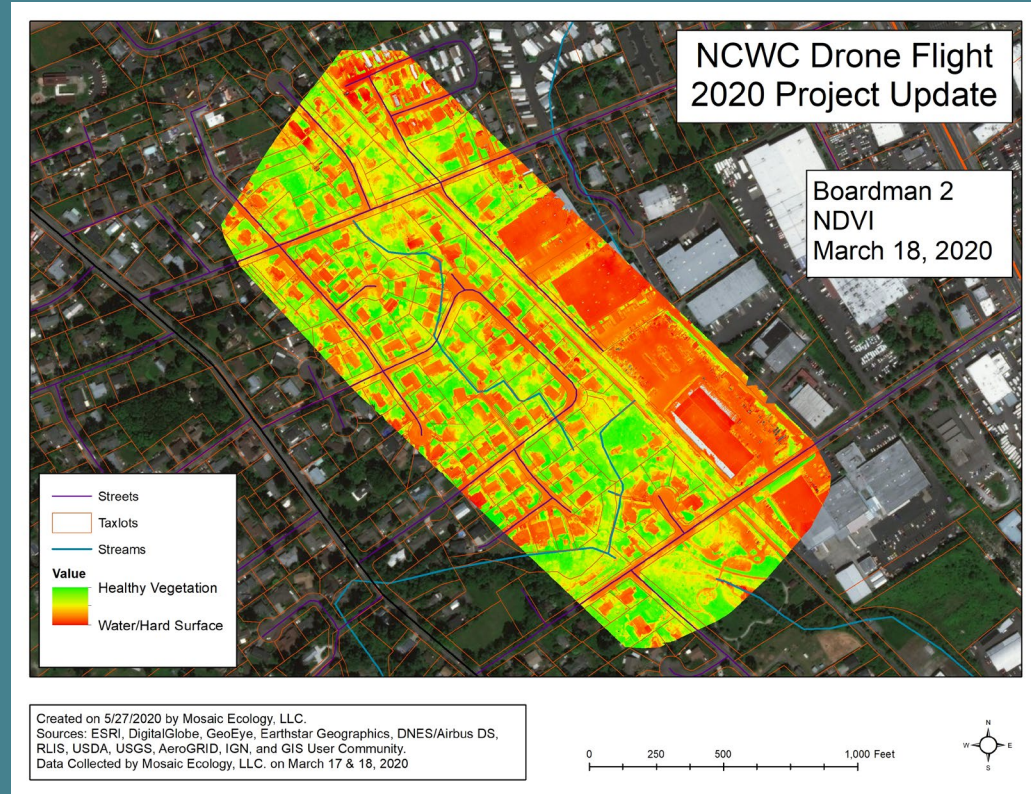 NCWC Drone Flight
2020 Project Update
Boardman 2
NDVI
March 18, 2020
Streets
Taxlots
Streams
Value
Healthy Vegetation
Water/Hard Surface
Created on 5/27/2020 by Mosaic Ecology, LLC.
Sources: ESRI, DigitalGlobe, GeoEye, Earthstar Geographics, DNES/Airbus DS,
RLIS, USDA, USGS, AeroGRID, IGN, and GIS User Community.
Data Collected by Mosaic Ecology, LLC. on March 17 & 18, 2020
0 250 500 1,000 Feet
N
W E
S